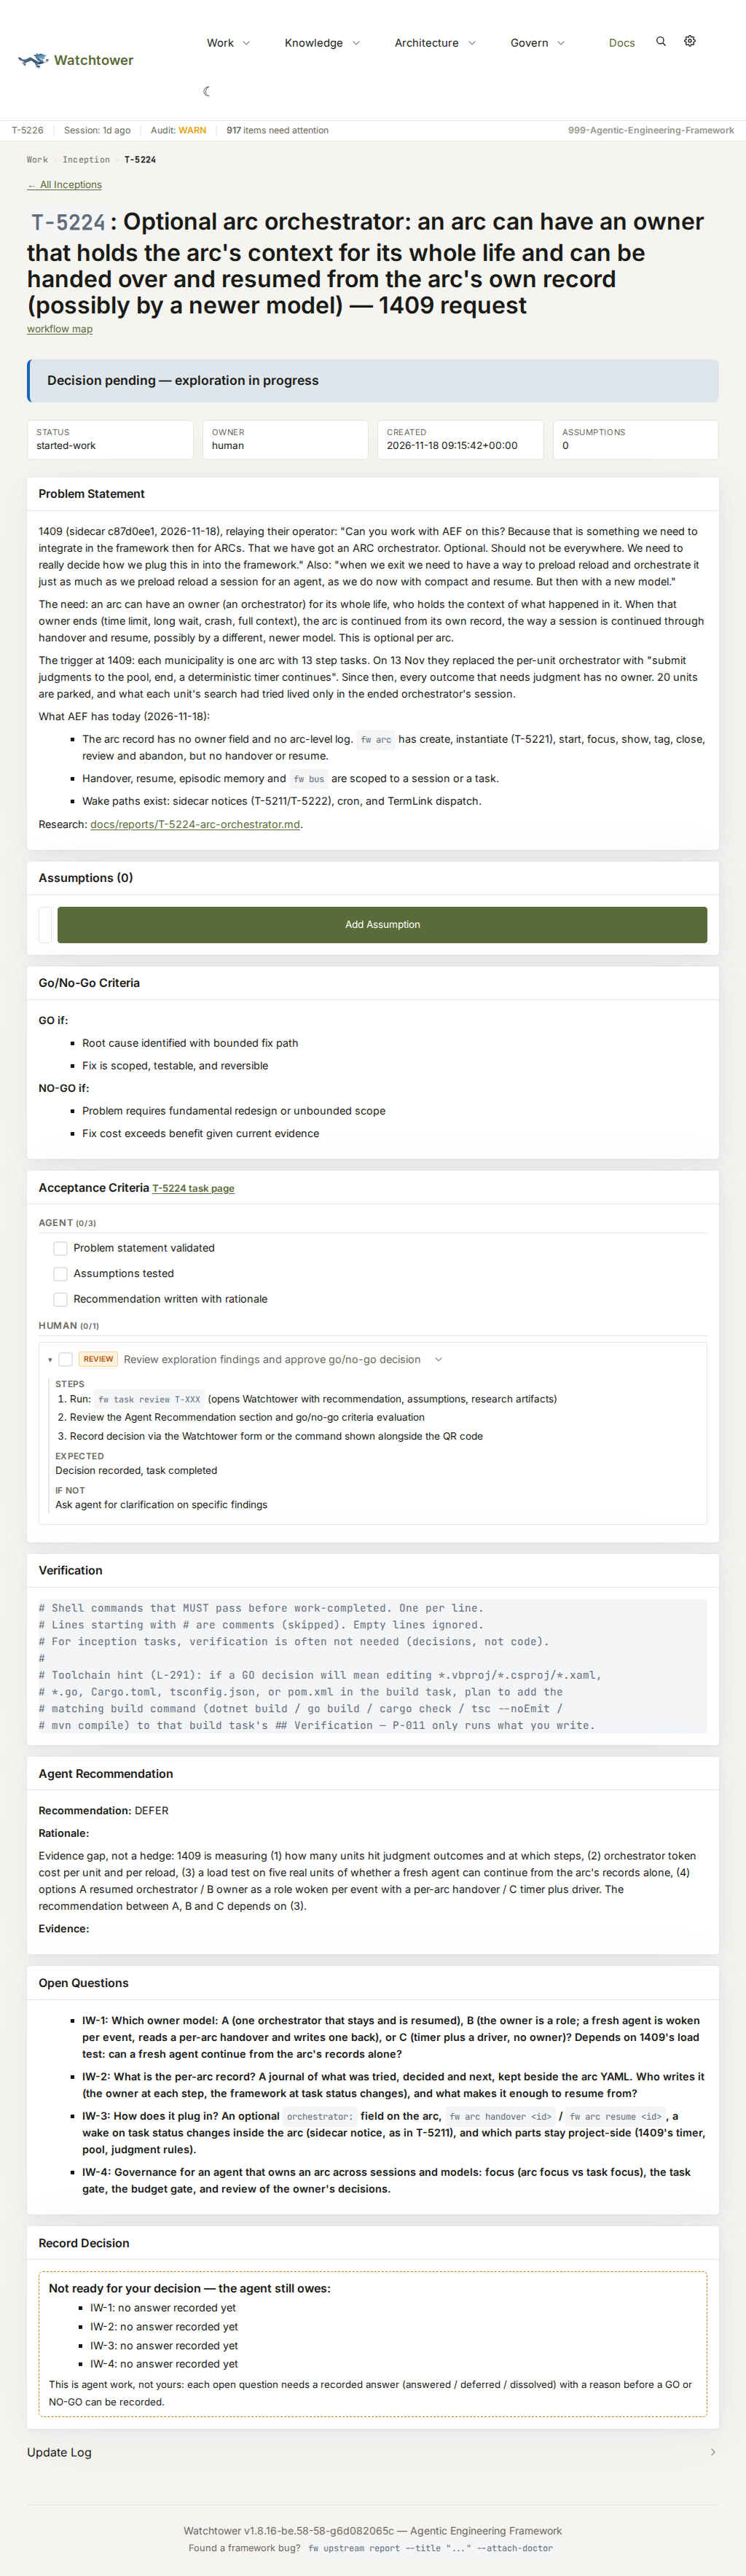 Watchtower
Work
Knowledge
Architecture
Govern
Docs
T-5226
Session: 1d ago
Audit: WARN
917 items need attention
999-Agentic-Engineering-Framework
Work
Inception
T-5224
← All Inceptions
T-5224: Optional arc orchestrator: an arc can have an owner
that holds the arc's context for its whole life and can be
handed over and resumed from the arc's own record
(possibly by a newer model) — 1409 request
workflow map
Decision pending — exploration in progress
STATUS
started-work
OWNER
human
CREATED
2026-11-18 09:15:42+00:00
ASSUMPTIONS
0
Problem Statement
1409 (sidecar c87d0ee1, 2026-11-18), relaying their operator: "Can you work with AEF on this? Because that is something we need to
integrate in the framework then for ARCs. That we have got an ARC orchestrator. Optional. Should not be everywhere. We need to
really decide how we plug this in into the framework." Also: "when we exit we need to have a way to preload reload and orchestrate it
just as much as we preload reload a session for an agent, as we do now with compact and resume. But then with a new model."
The need: an arc can have an owner (an orchestrator) for its whole life, who holds the context of what happened in it. When that
owner ends (time limit, long wait, crash, full context), the arc is continued from its own record, the way a session is continued through
handover and resume, possibly by a different, newer model. This is optional per arc.
The trigger at 1409: each municipality is one arc with 13 step tasks. On 13 Nov they replaced the per-unit orchestrator with "submit
judgments to the pool, end, a deterministic timer continues". Since then, every outcome that needs judgment has no owner. 20 units
are parked, and what each unit's search had tried lived only in the ended orchestrator's session.
What AEF has today (2026-11-18):
▪ The arc record has no owner field and no arc-level log. fw arc has create, instantiate (T-5221), start, focus, show, tag, close,
review and abandon, but no handover or resume.
▪ Handover, resume, episodic memory and fw bus are scoped to a session or a task.
▪ Wake paths exist: sidecar notices (T-5211/T-5222), cron, and TermLink dispatch.
Research: docs/reports/T-5224-arc-orchestrator.md.
Assumptions (0)
Add Assumption
Go/No-Go Criteria
GO if:
▪ Root cause identified with bounded fix path
▪ Fix is scoped, testable, and reversible
NO-GO if:
▪ Problem requires fundamental redesign or unbounded scope
▪ Fix cost exceeds benefit given current evidence
Acceptance Criteria T-5224 task page
AGENT (0/3)
Problem statement validated
Assumptions tested
Recommendation written with rationale
HUMAN (0/1)
REVIEW Review exploration findings and approve go/no-go decision
STEPS
1. Run: fw task review T-XXX (opens Watchtower with recommendation, assumptions, research artifacts)
2. Review the Agent Recommendation section and go/no-go criteria evaluation
3. Record decision via the Watchtower form or the command shown alongside the QR code
EXPECTED
Decision recorded, task completed
IF NOT
Ask agent for clarification on specific findings
Verification
# Shell commands that MUST pass before work-completed. One per line.
# Lines starting with # are comments (skipped). Empty lines ignored.
# For inception tasks, verification is often not needed (decisions, not code).
#
# Toolchain hint (L-291): if a GO decision will mean editing *.vbproj/*.csproj/*.xaml,
# *.go, Cargo.toml, tsconfig.json, or pom.xml in the build task, plan to add the
# matching build command (dotnet build / go build / cargo check / tsc --noEmit /
# mvn compile) to that build task's ## Verification — P-011 only runs what you write.
Agent Recommendation
Recommendation: DEFER
Rationale:
Evidence gap, not a hedge: 1409 is measuring (1) how many units hit judgment outcomes and at which steps, (2) orchestrator token
cost per unit and per reload, (3) a load test on five real units of whether a fresh agent can continue from the arc's records alone, (4)
options A resumed orchestrator / B owner as a role woken per event with a per-arc handover / C timer plus driver. The
recommendation between A, B and C depends on (3).
Evidence:
Open Questions
▪ IW-1: Which owner model: A (one orchestrator that stays and is resumed), B (the owner is a role; a fresh agent is woken
per event, reads a per-arc handover and writes one back), or C (timer plus a driver, no owner)? Depends on 1409's load
test: can a fresh agent continue from the arc's records alone?
▪ IW-2: What is the per-arc record? A journal of what was tried, decided and next, kept beside the arc YAML. Who writes it
(the owner at each step, the framework at task status changes), and what makes it enough to resume from?
▪ IW-3: How does it plug in? An optional orchestrator: field on the arc, fw arc handover <id> / fw arc resume <id>, a
wake on task status changes inside the arc (sidecar notice, as in T-5211), and which parts stay project-side (1409's timer,
pool, judgment rules).
▪ IW-4: Governance for an agent that owns an arc across sessions and models: focus (arc focus vs task focus), the task
gate, the budget gate, and review of the owner's decisions.
Record Decision
Not ready for your decision — the agent still owes:
▪ IW-1: no answer recorded yet
▪ IW-2: no answer recorded yet
▪ IW-3: no answer recorded yet
▪ IW-4: no answer recorded yet
This is agent work, not yours: each open question needs a recorded answer (answered / deferred / dissolved) with a reason before a GO or
NO-GO can be recorded.
Update Log
Watchtower v1.8.16-be.58-58-g6d082065c — Agentic Engineering Framework
Found a framework bug? fw upstream report --title "..." --attach-doctor